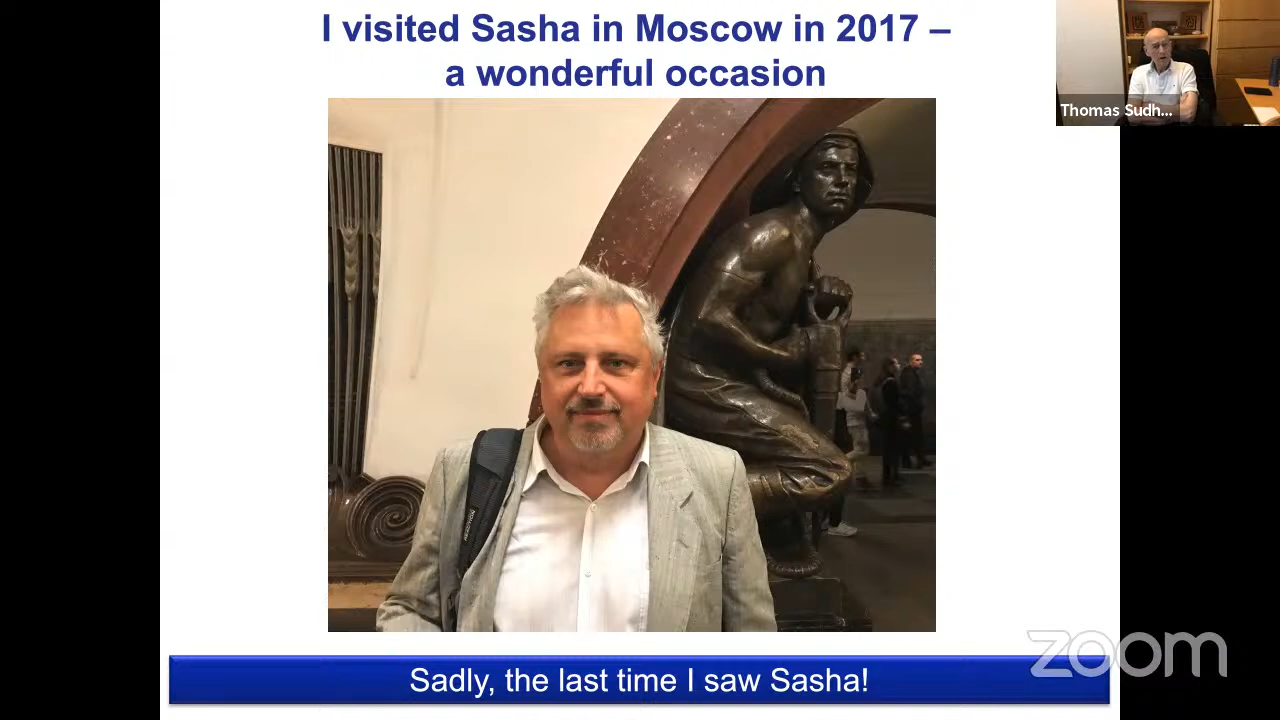 I visited Sasha in Moscow in 2017 –
a wonderful occasion
Thomas Sudh...
Sadly, the last time I saw Sasha!
zoom